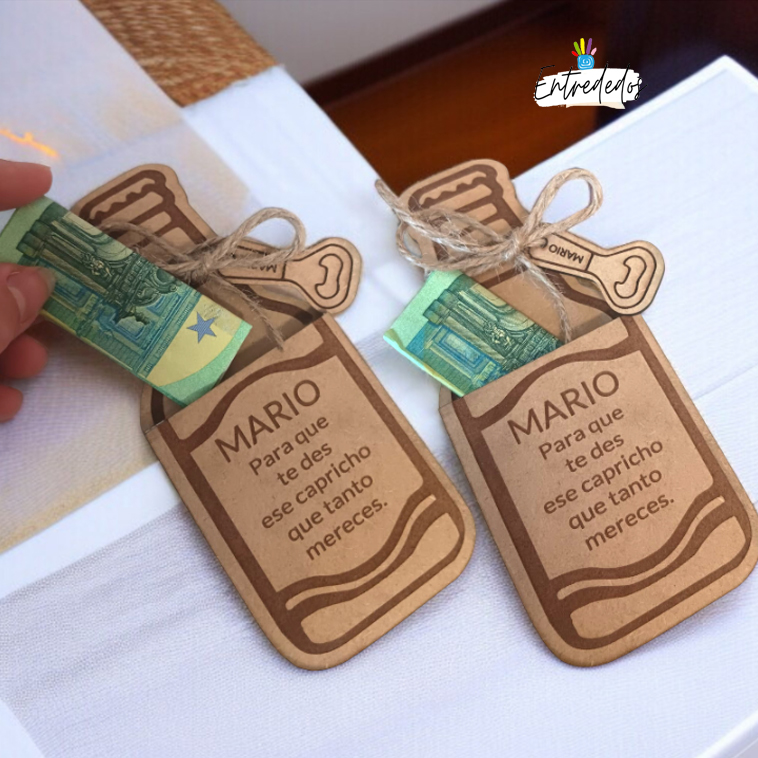 Entrededos
MARIO
MARIO
Para que
te des
ese capricho
que tanto
mereces.
MARIO
MARIO
Para que
te des
ese capricho
que tanto
mereces.